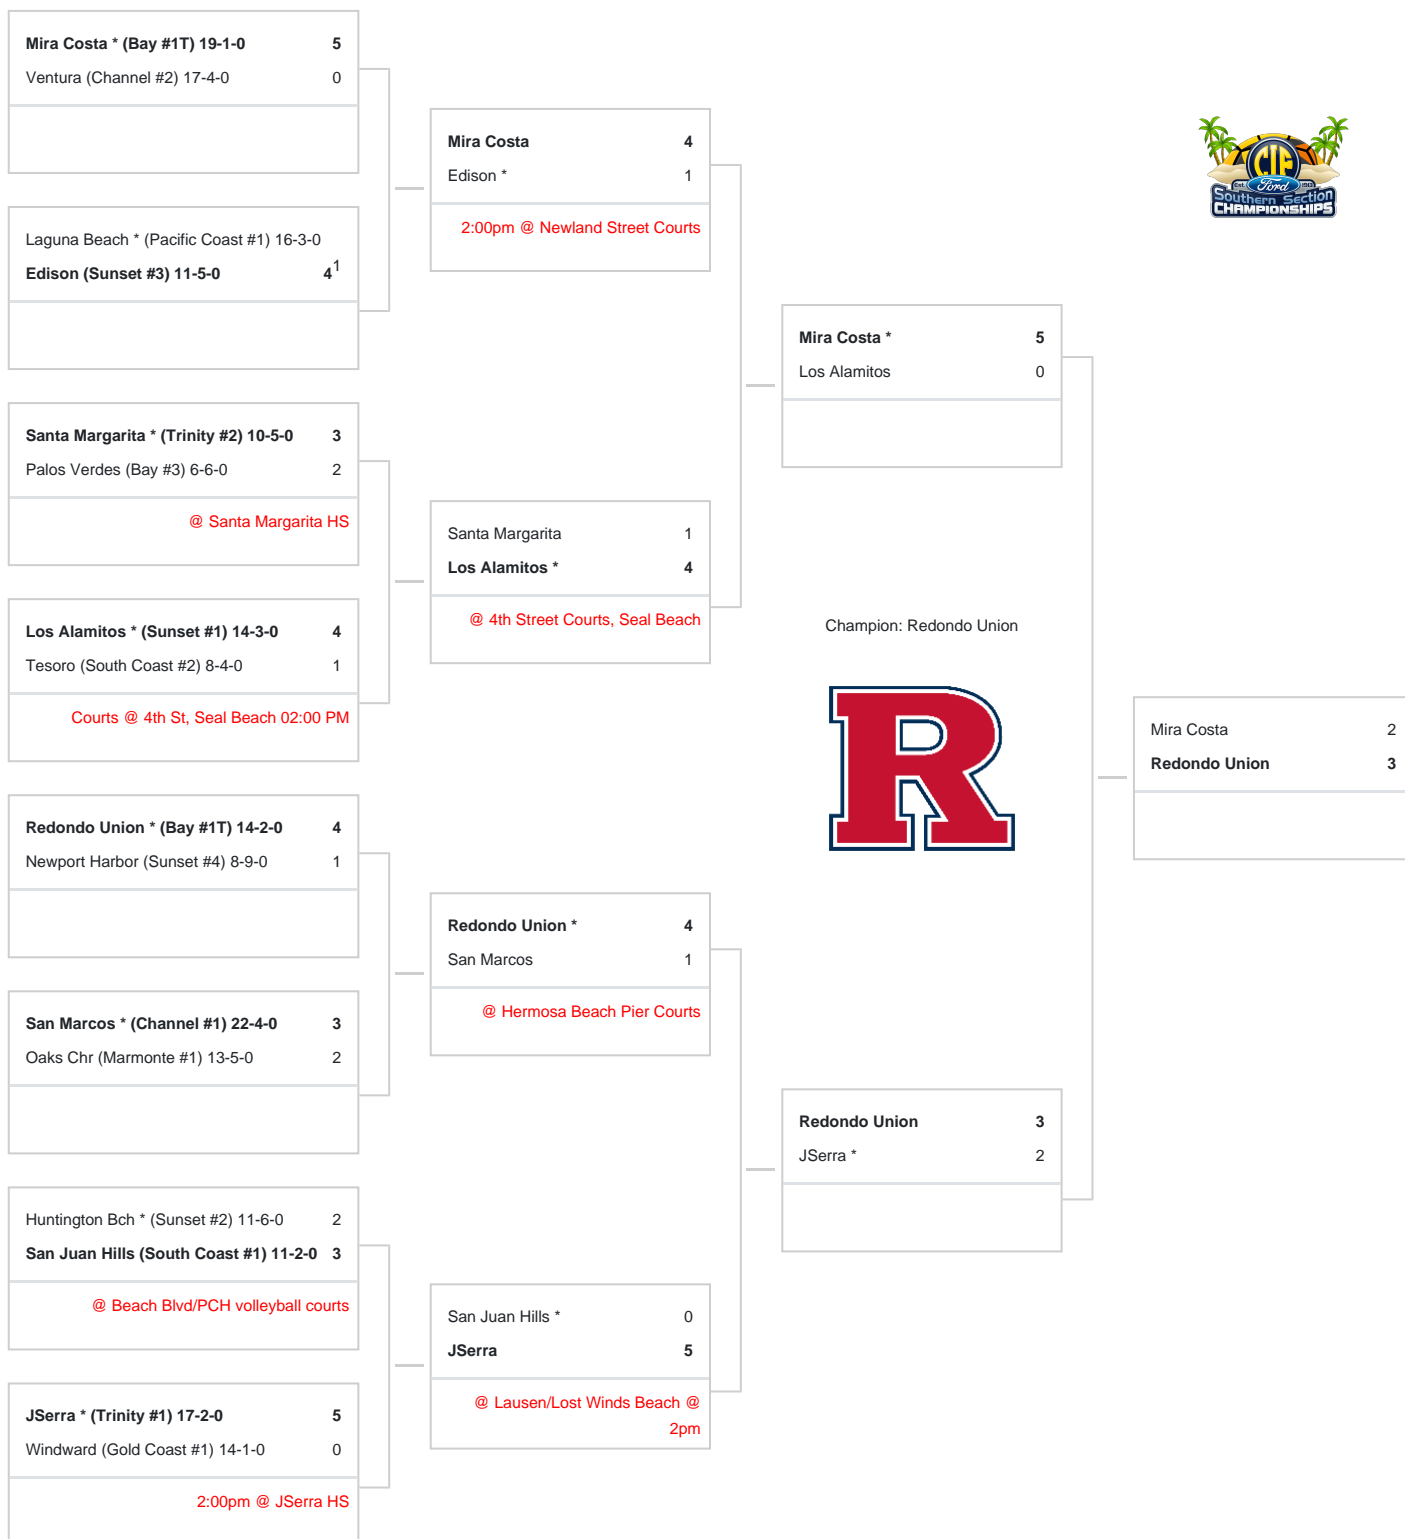 Mira Costa * (Bay #1T) 19-1-0 5
Ventura (Channel #2) 17-4-0 0
Laguna Beach * (Pacific Coast #1) 16-3-0 1
Edison (Sunset #3) 11-5-0 4
Santa Margarita * (Trinity #2) 10-5-0 3
Palos Verdes (Bay #3) 6-6-0 2
@ Santa Margarita HS
Los Alamitos * (Sunset #1) 14-3-0 4
Tesoro (South Coast #2) 8-4-0 1
Courts @ 4th St, Seal Beach 02:00 PM
Redondo Union * (Bay #1T) 14-2-0 4
Newport Harbor (Sunset #4) 8-9-0 1
San Marcos * (Channel #1) 22-4-0 3
Oaks Chr (Marmonte #1) 13-5-0 2
Huntington Bch * (Sunset #2) 11-6-0 2
San Juan Hills (South Coast #1) 11-2-0 3
@ Beach Blvd/PCH volleyball courts
JSerra * (Trinity #1) 17-2-0 5
Windward (Gold Coast #1) 14-1-0 0
2:00pm @ JSerra HS
Mira Costa 4
Edison * 1
2:00pm @ Newland Street Courts
Santa Margarita 1
Los Alamitos * 4
@ 4th Street Courts, Seal Beach
Redondo Union * 4
San Marcos 1
@ Hermosa Beach Pier Courts
San Juan Hills * 0
JSerra 5
@ Lausen/Lost Winds Beach @
2pm
Mira Costa * 5
Los Alamitos 0
Redondo Union 3
JSerra * 2
Champion: Redondo Union
R
Mira Costa 2
Redondo Union 3
CIF
Est. Ford 1913
Southern Section
CHAMPIONSHIPS